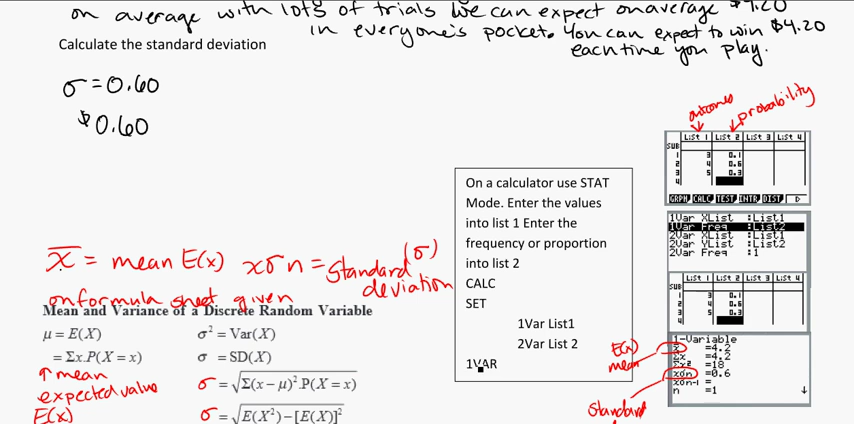 on average with lots of trials we can expect on average $4.20
in everyone's pocket. You can expect to win $4.20
each time you play.
Calculate the standard deviation
σ = 0.60
$0.60
outcomes
probability
List 1 List 2 List 3 List 4
SUB
1 3 0.1
2 4 0.6
3 5 0.3
4
GRPH CALC TEST INTR DIST ▷
On a calculator use STAT
Mode. Enter the values
into list 1 Enter the
frequency or proportion
into list 2
CALC
SET
1Var List1
2Var List 2
1VAR
1Var XList :List1
1Var Freq :List2
2Var XList :List1
2Var YList :List2
2Var Freq :1
List 1 List 2 List 3 List 4
SUB
1 3 0.1
2 4 0.6
3 5 0.3
4
x̄ = mean E(x) xσn = standard (σ)
deviation
on formula sheet given
Mean and Variance of a Discrete Random Variable
μ = E(X) σ² = Var(X)
= Σx.P(X = x) σ = SD(X)
↑ mean
expected value
E(x)
σ = √Σ(x − μ)².P(X = x)
σ = √E(X²) − [E(X)]²
E(x)
mean
1-Variable
x̄ =4.2
Σx =4.2
Σx² =18
xσn =0.6
xσn-1 =
n =1 ↓
standard